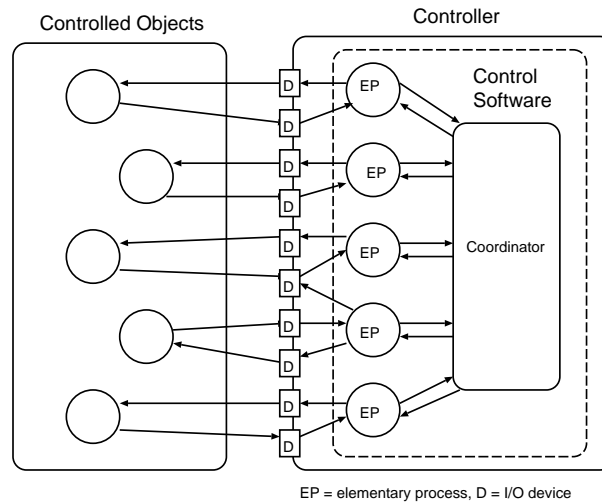 Controlled Objects
Controller
Control
Software
D
EP
D
D
EP
D
D
EP
Coordinator
D
D
EP
D
D
EP
D
EP = elementary process, D = I/O device